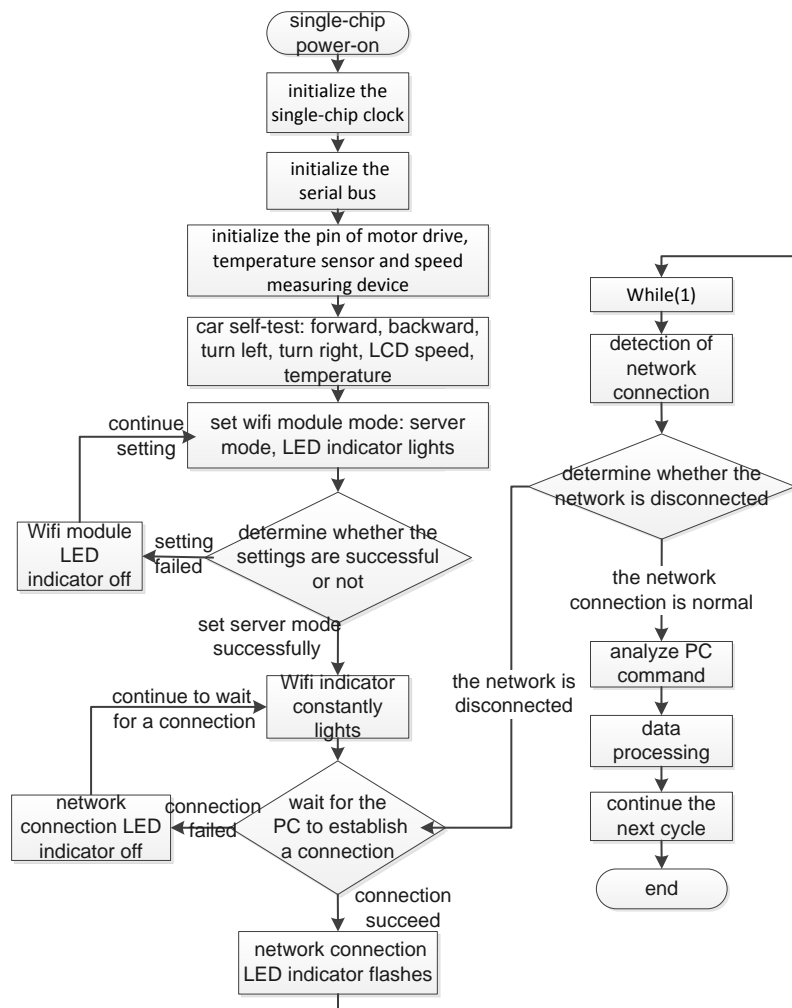 single-chip
power-on
initialize the
single-chip clock
initialize the
serial bus
initialize the pin of motor drive,
temperature sensor and speed
measuring device
car self-test: forward, backward,
turn left, turn right, LCD speed,
temperature
continue
setting
set wifi module mode: server
mode, LED indicator lights
determine whether the
settings are successful
or not
setting
failed
Wifi module
LED
indicator off
set server mode
successfully
continue to wait
for a connection
Wifi indicator
constantly
lights
wait for the
PC to establish
a connection
connection
failed
network
connection LED
indicator off
connection
succeed
network connection
LED indicator flashes
While(1)
detection of
network
connection
determine whether the
network is disconnected
the network
connection is normal
the network is
disconnected
analyze PC
command
data
processing
continue the
next cycle
end